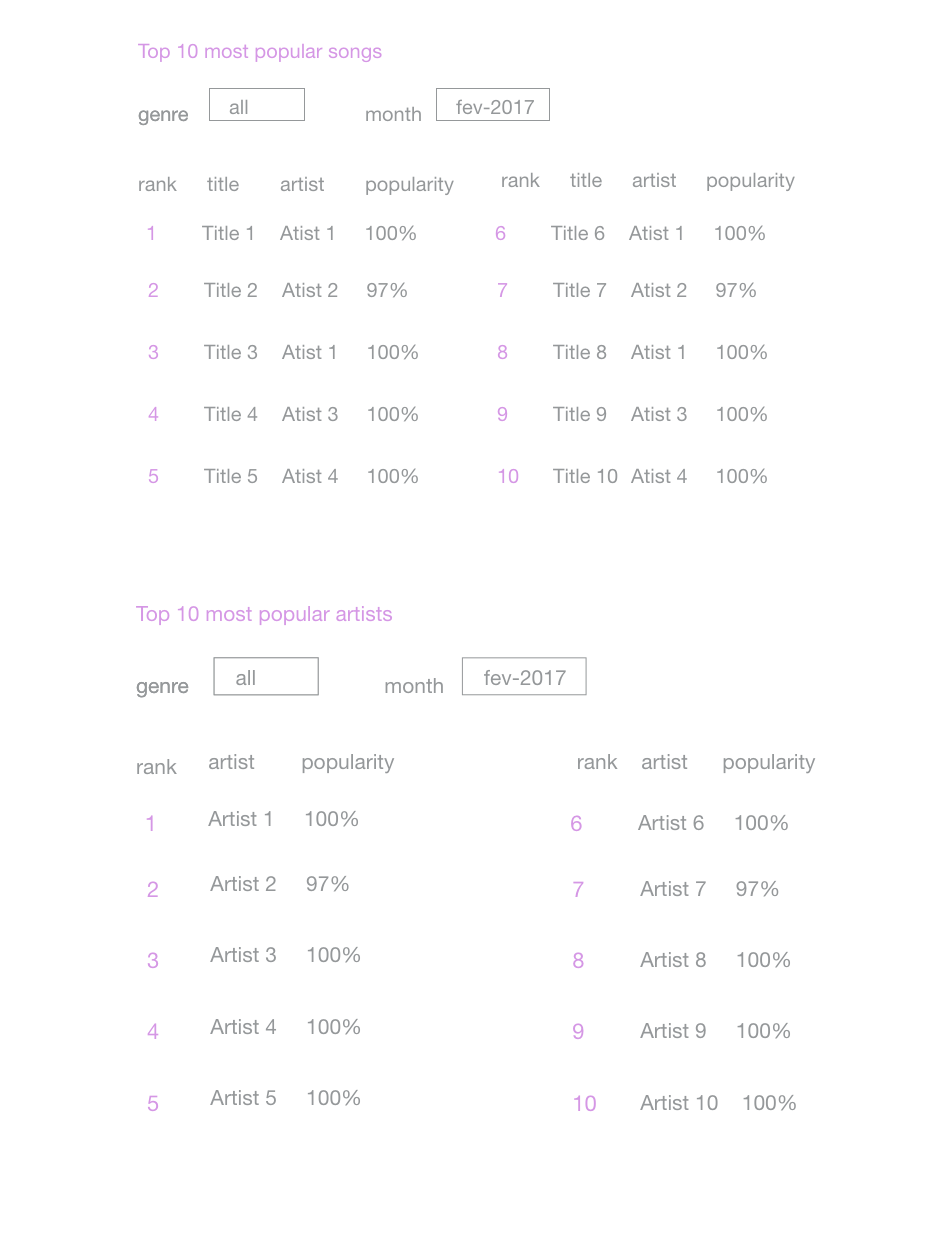 Top 10 most popular songs
genre all month fev-2017
rank title artist popularity rank title artist popularity
1 Title 1 Atist 1 100% 6 Title 6 Atist 1 100%
2 Title 2 Atist 2 97% 7 Title 7 Atist 2 97%
3 Title 3 Atist 1 100% 8 Title 8 Atist 1 100%
4 Title 4 Atist 3 100% 9 Title 9 Atist 3 100%
5 Title 5 Atist 4 100% 10 Title 10 Atist 4 100%
Top 10 most popular artists
genre all month fev-2017
rank artist popularity rank artist popularity
1 Artist 1 100% 6 Artist 6 100%
2 Artist 2 97% 7 Artist 7 97%
3 Artist 3 100% 8 Artist 8 100%
4 Artist 4 100% 9 Artist 9 100%
5 Artist 5 100% 10 Artist 10 100%